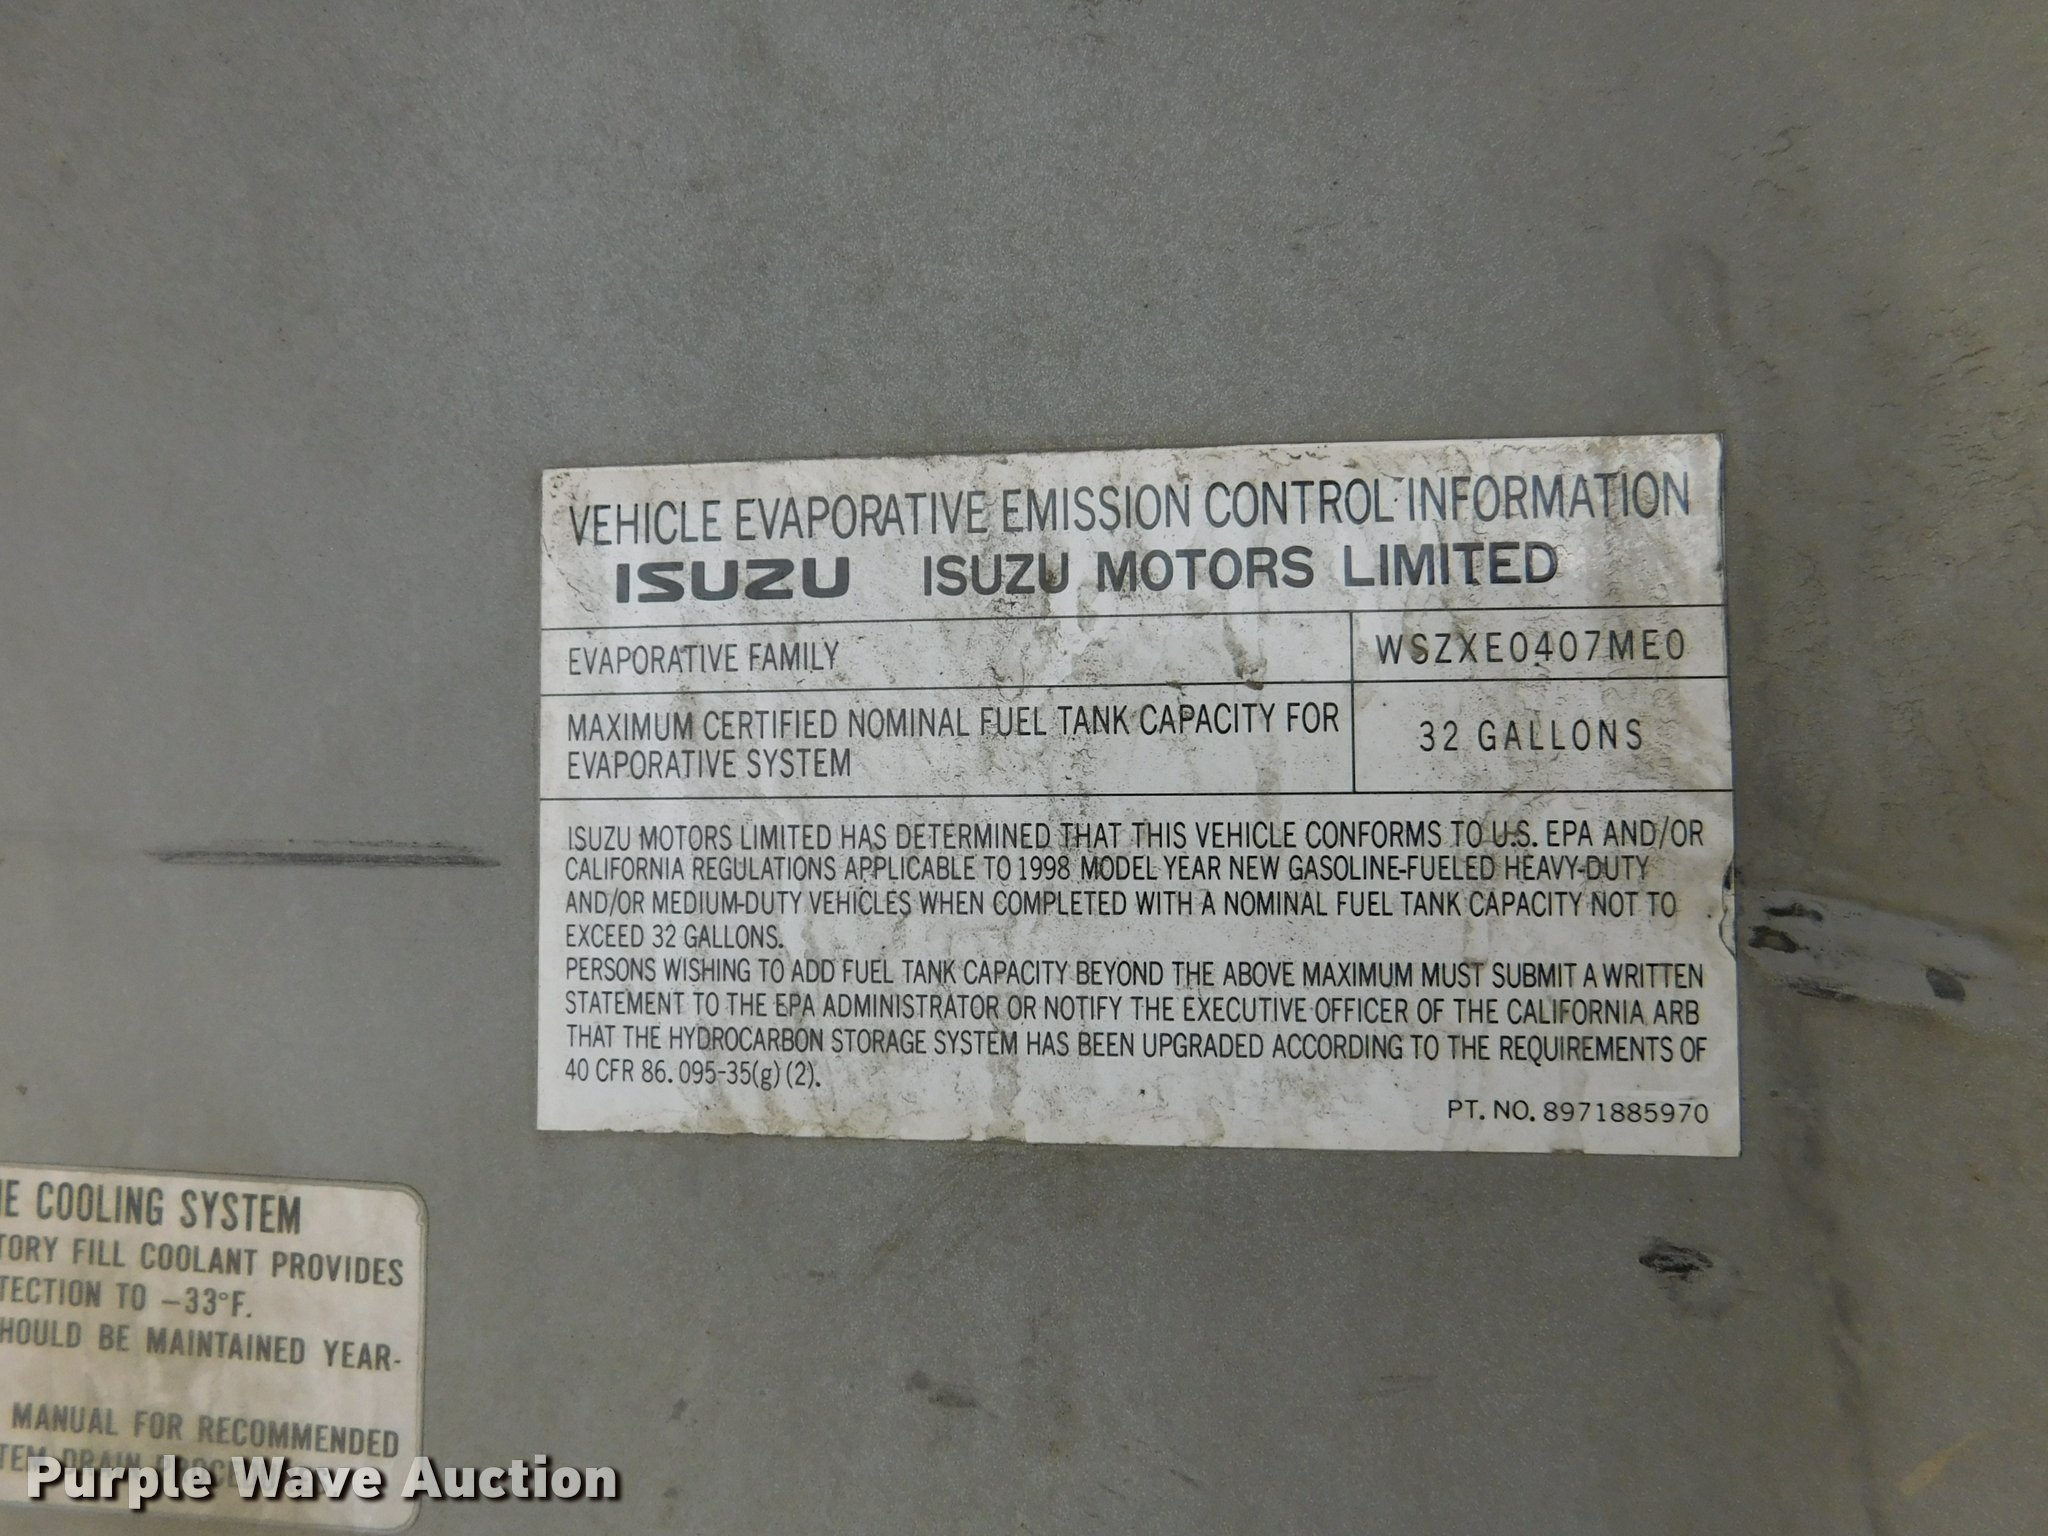 VEHICLE EVAPORATIVE EMISSION CONTROL INFORMATION
ISUZU ISUZU MOTORS LIMITED
EVAPORATIVE FAMILY WSZXE0407ME0
MAXIMUM CERTIFIED NOMINAL FUEL TANK CAPACITY FOR
EVAPORATIVE SYSTEM
32 GALLONS
ISUZU MOTORS LIMITED HAS DETERMINED THAT THIS VEHICLE CONFORMS TO U.S. EPA AND/OR
CALIFORNIA REGULATIONS APPLICABLE TO 1998 MODEL YEAR NEW GASOLINE-FUELED HEAVY-DUTY
AND/OR MEDIUM-DUTY VEHICLES WHEN COMPLETED WITH A NOMINAL FUEL TANK CAPACITY NOT TO
EXCEED 32 GALLONS.
PERSONS WISHING TO ADD FUEL TANK CAPACITY BEYOND THE ABOVE MAXIMUM MUST SUBMIT A WRITTEN
STATEMENT TO THE EPA ADMINISTRATOR OR NOTIFY THE EXECUTIVE OFFICER OF THE CALIFORNIA ARB
THAT THE HYDROCARBON STORAGE SYSTEM HAS BEEN UPGRADED ACCORDING TO THE REQUIREMENTS OF
40 CFR 86.095-35(g)(2).
PT. NO. 8971885970
COOLING SYSTEM
TORY FILL COOLANT PROVIDES
TECTION TO -33°F.
HOULD BE MAINTAINED YEAR-
MANUAL FOR RECOMMENDED
TEM DRAIN
Purple Wave Auction